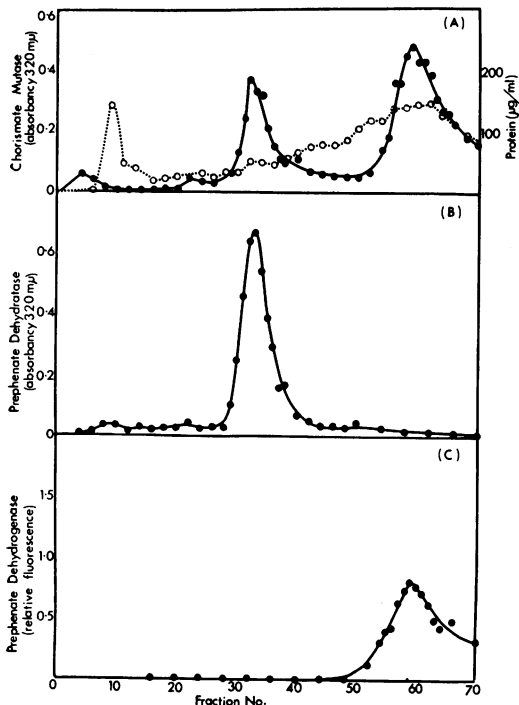 (A)
Chorismate Mutase
(absorbancy 320 mμ)
0·6
0·4
0·2
0
200
100
Protein (μg/ml)
(B)
Prephenate Dehydratase
(absorbancy 320 mμ)
0·6
0·4
0·2
0
(C)
Prephenate Dehydrogenase
(relative fluorescence)
1·5
1·0
0·5
0 10 20 30 40 50 60 70
Fraction No.